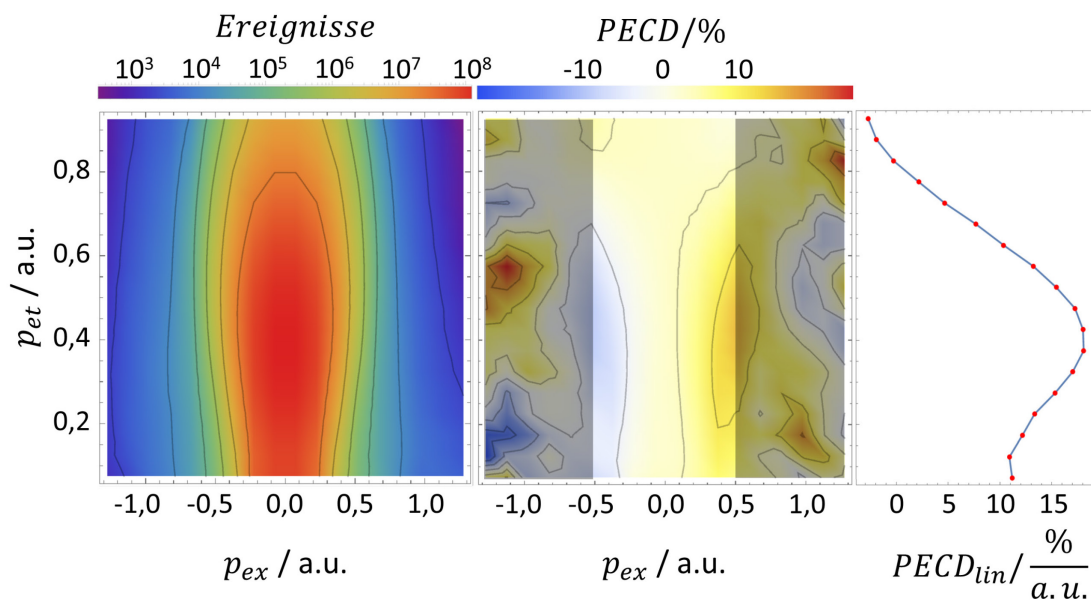 Ereignisse
PECD/%
10³ 10⁴ 10⁵ 10⁶ 10⁷ 10⁸
-10 0 10
0,8
0,6
0,4
0,2
p_et / a.u.
-1,0 -0,5 0,0 0,5 1,0
-1,0 -0,5 0,0 0,5 1,0
0 5 10 15
p_ex / a.u.
p_ex / a.u.
PECD_lin / %/a.u.